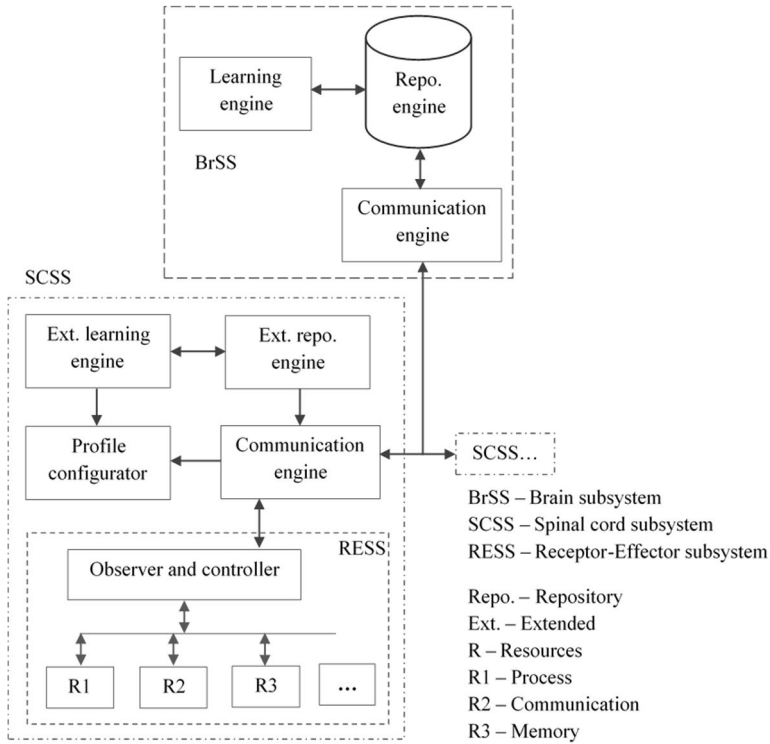 Learning
engine
Repo.
engine
BrSS
Communication
engine
SCSS
Ext. learning
engine
Ext. repo.
engine
Profile
configurator
Communication
engine
SCSS…
RESS
Observer and controller
R1
R2
R3
...
BrSS – Brain subsystem
SCSS – Spinal cord subsystem
RESS – Receptor-Effector subsystem
Repo. – Repository
Ext. – Extended
R – Resources
R1 – Process
R2 – Communication
R3 – Memory